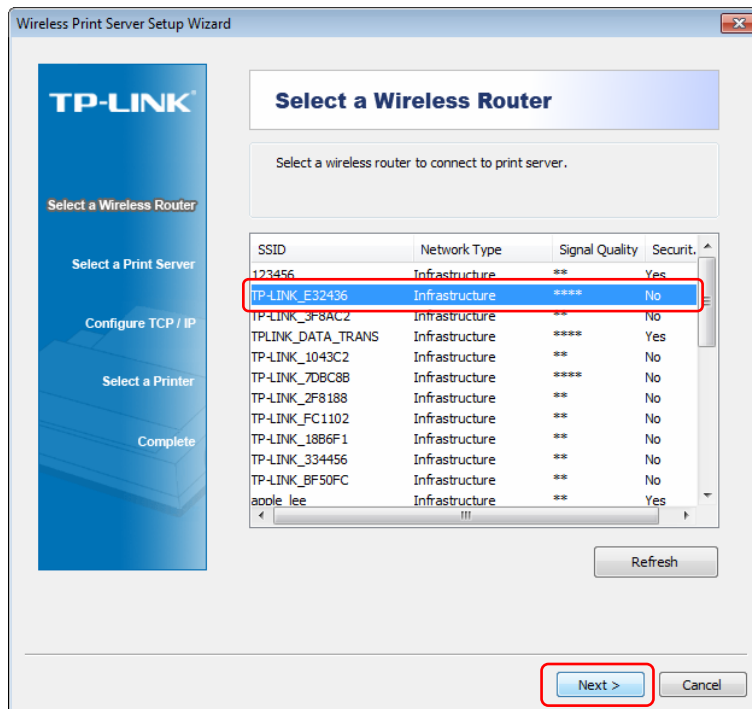 Wireless Print Server Setup Wizard
TP-LINK
Select a Wireless Router
Select a Print Server
Configure TCP / IP
Select a Printer
Complete
Select a Wireless Router
Select a wireless router to connect to print server.
SSID Network Type Signal Quality Securit.
123456 Infrastructure ** Yes
TP-LINK_E32436 Infrastructure **** No
TP-LINK_3F8AC2 Infrastructure ** No
TPLINK_DATA_TRANS Infrastructure **** Yes
TP-LINK_1043C2 Infrastructure ** No
TP-LINK_7DBC8B Infrastructure **** No
TP-LINK_2F8188 Infrastructure ** No
TP-LINK_FC1102 Infrastructure ** No
TP-LINK_18B6F1 Infrastructure ** No
TP-LINK_334456 Infrastructure ** No
TP-LINK_BF50FC Infrastructure ** No
apple lee Infrastructure ** Yes
Refresh
Next > Cancel